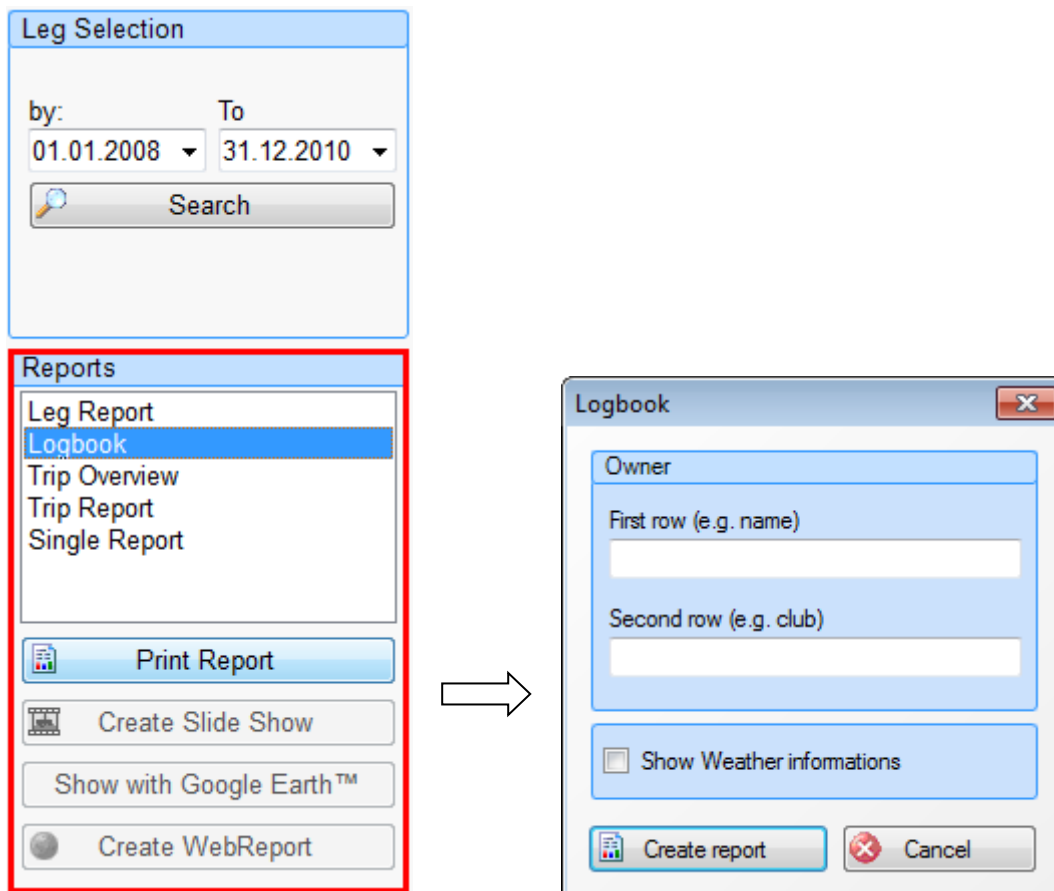 Leg Selection
by: To
01.01.2008 31.12.2010
Search
Reports
Leg Report
Logbook
Trip Overview
Trip Report
Single Report
Print Report
Create Slide Show
Show with Google Earth™
Create WebReport
Logbook
Owner
First row (e.g. name)
Second row (e.g. club)
Show Weather informations
Create report Cancel